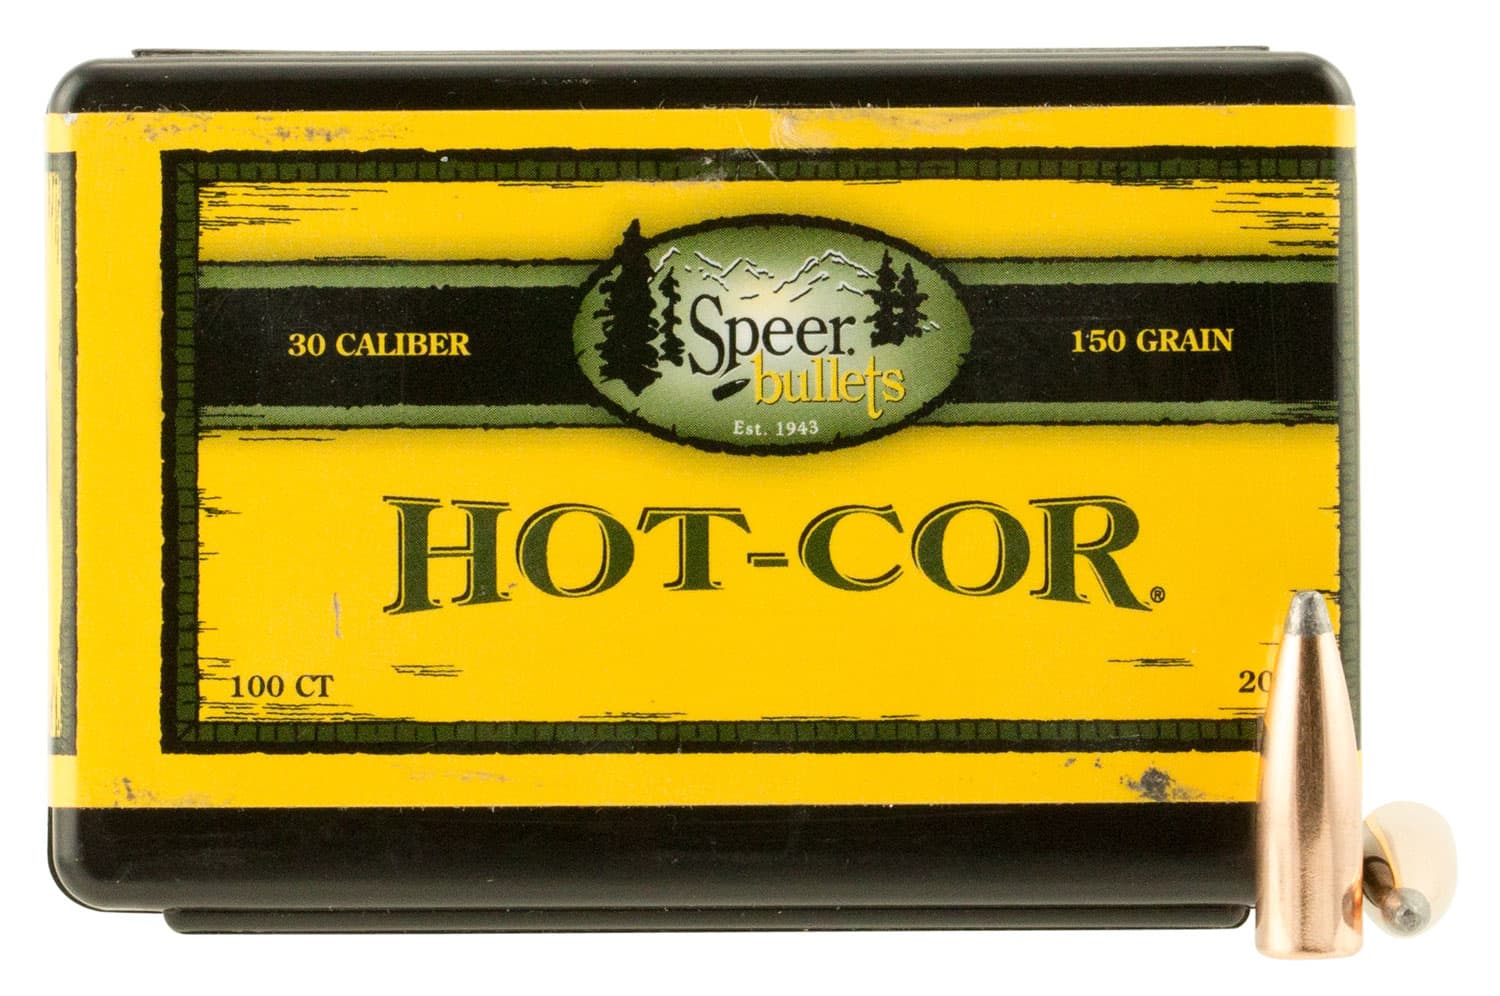 30 CALIBER
Speer.
bullets
Est. 1943
150 GRAIN
HOT-COR®
100 CT